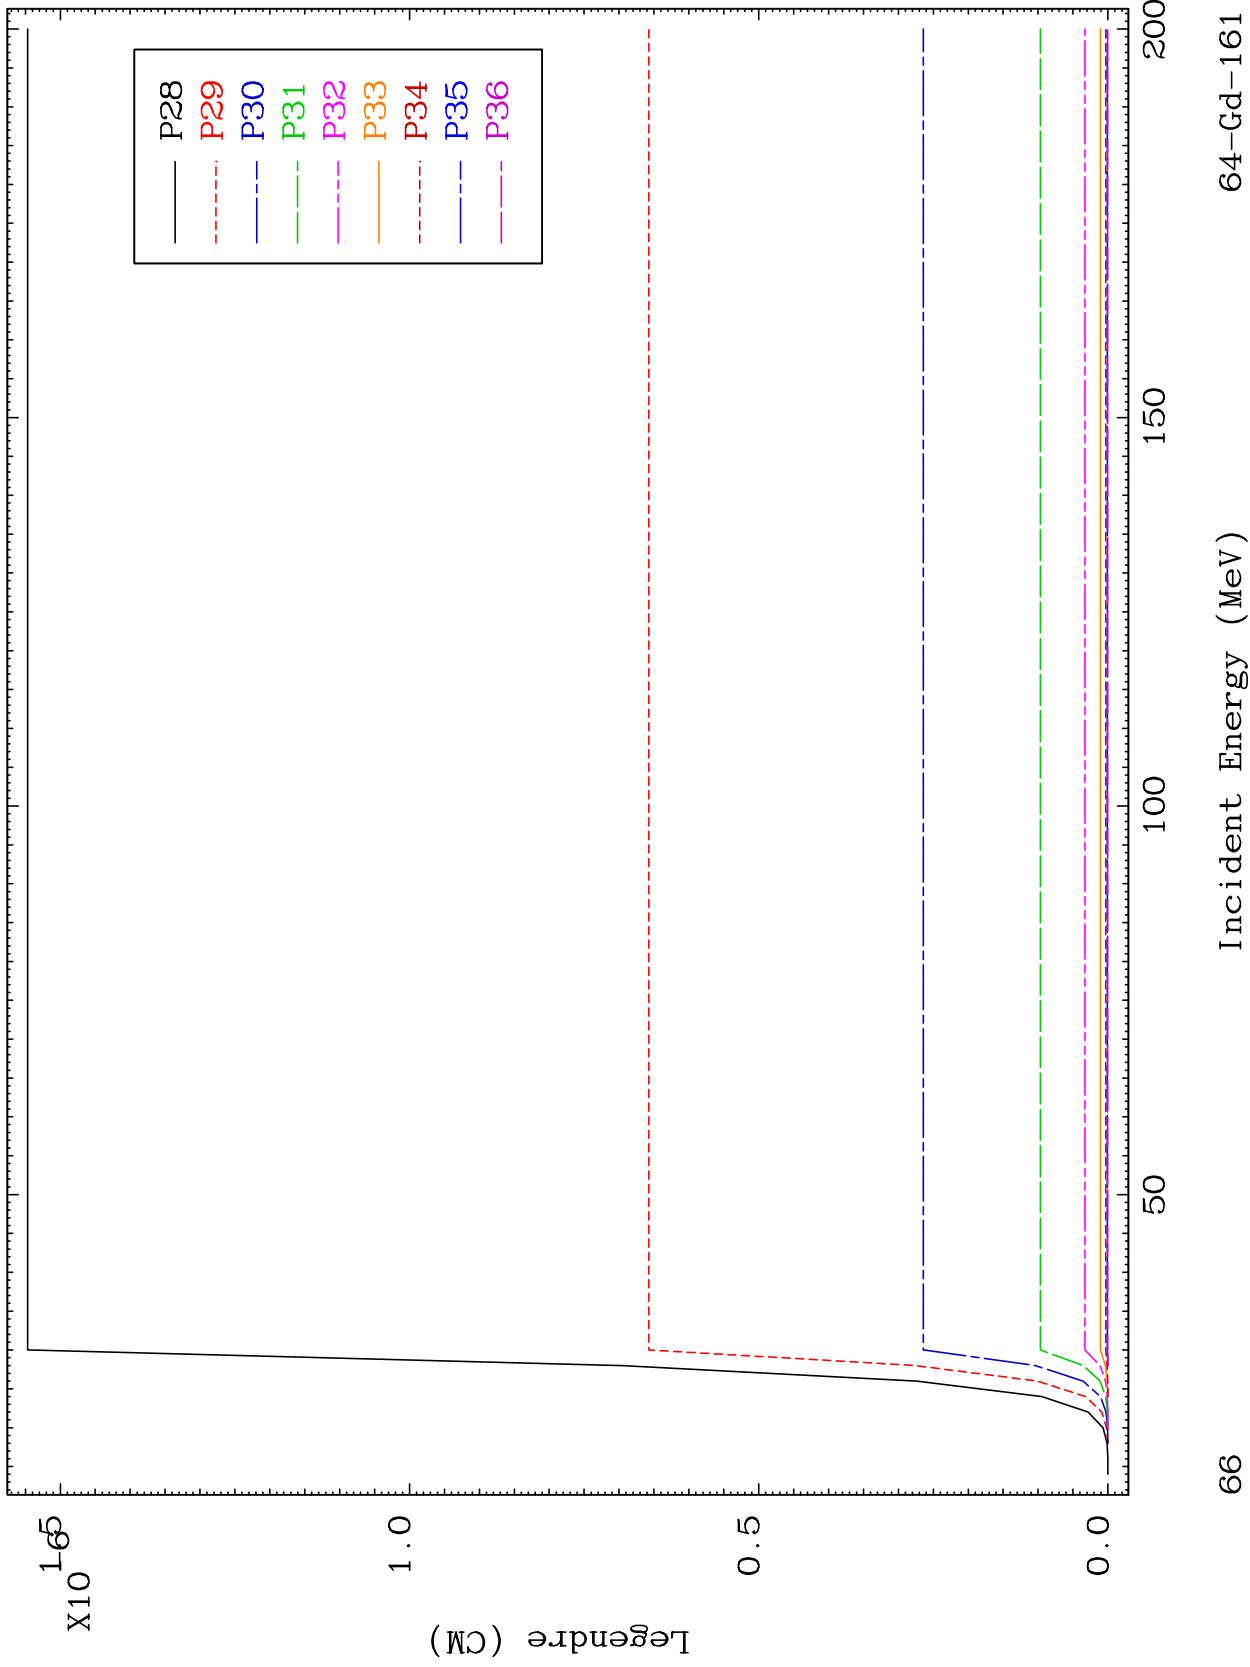 X10
-6
1.5
1.0
0.5
0.0
Legendre (CM)
P28
P29
P30
P31
P32
P33
P34
P35
P36
50
100
150
200
Incident Energy (MeV)
66
64-Gd-161